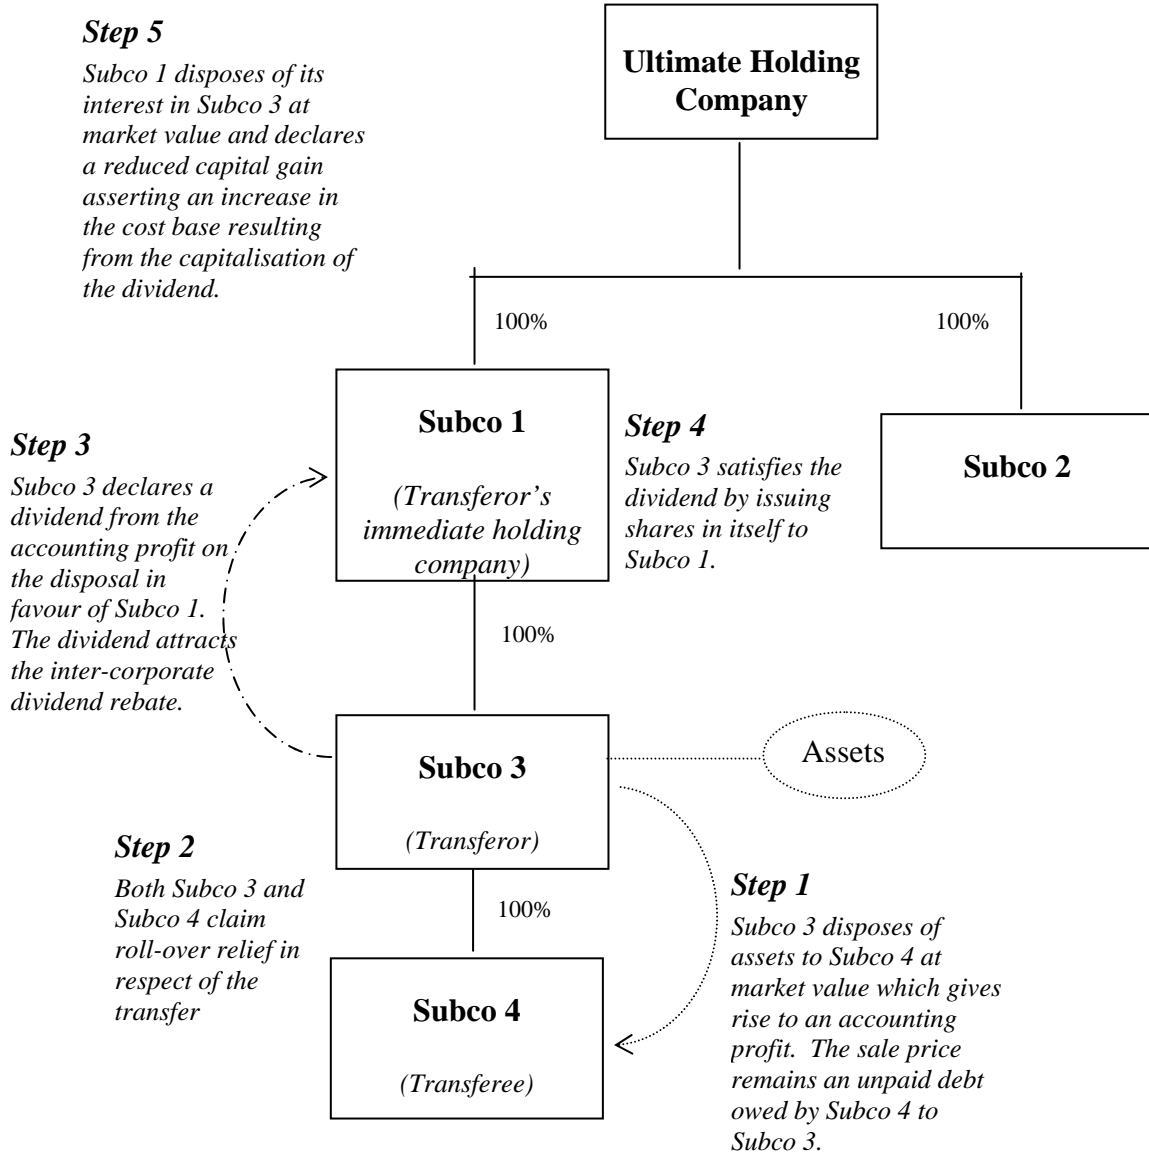 Step 5
Subco 1 disposes of its
interest in Subco 3 at
market value and declares
a reduced capital gain
asserting an increase in
the cost base resulting
from the capitalisation of
the dividend.
Ultimate Holding
Company
100%
100%
Subco 1
(Transferor's
immediate holding
company)
Step 4
Subco 3 satisfies the
dividend by issuing
shares in itself to
Subco 1.
Subco 2
Step 3
Subco 3 declares a
dividend from the
accounting profit on
the disposal in
favour of Subco 1.
The dividend attracts
the inter-corporate
dividend rebate.
100%
Subco 3
(Transferor)
Assets
Step 2
Both Subco 3 and
Subco 4 claim
roll-over relief in
respect of the
transfer
100%
Subco 4
(Transferee)
Step 1
Subco 3 disposes of
assets to Subco 4 at
market value which gives
rise to an accounting
profit. The sale price
remains an unpaid debt
owed by Subco 4 to
Subco 3.